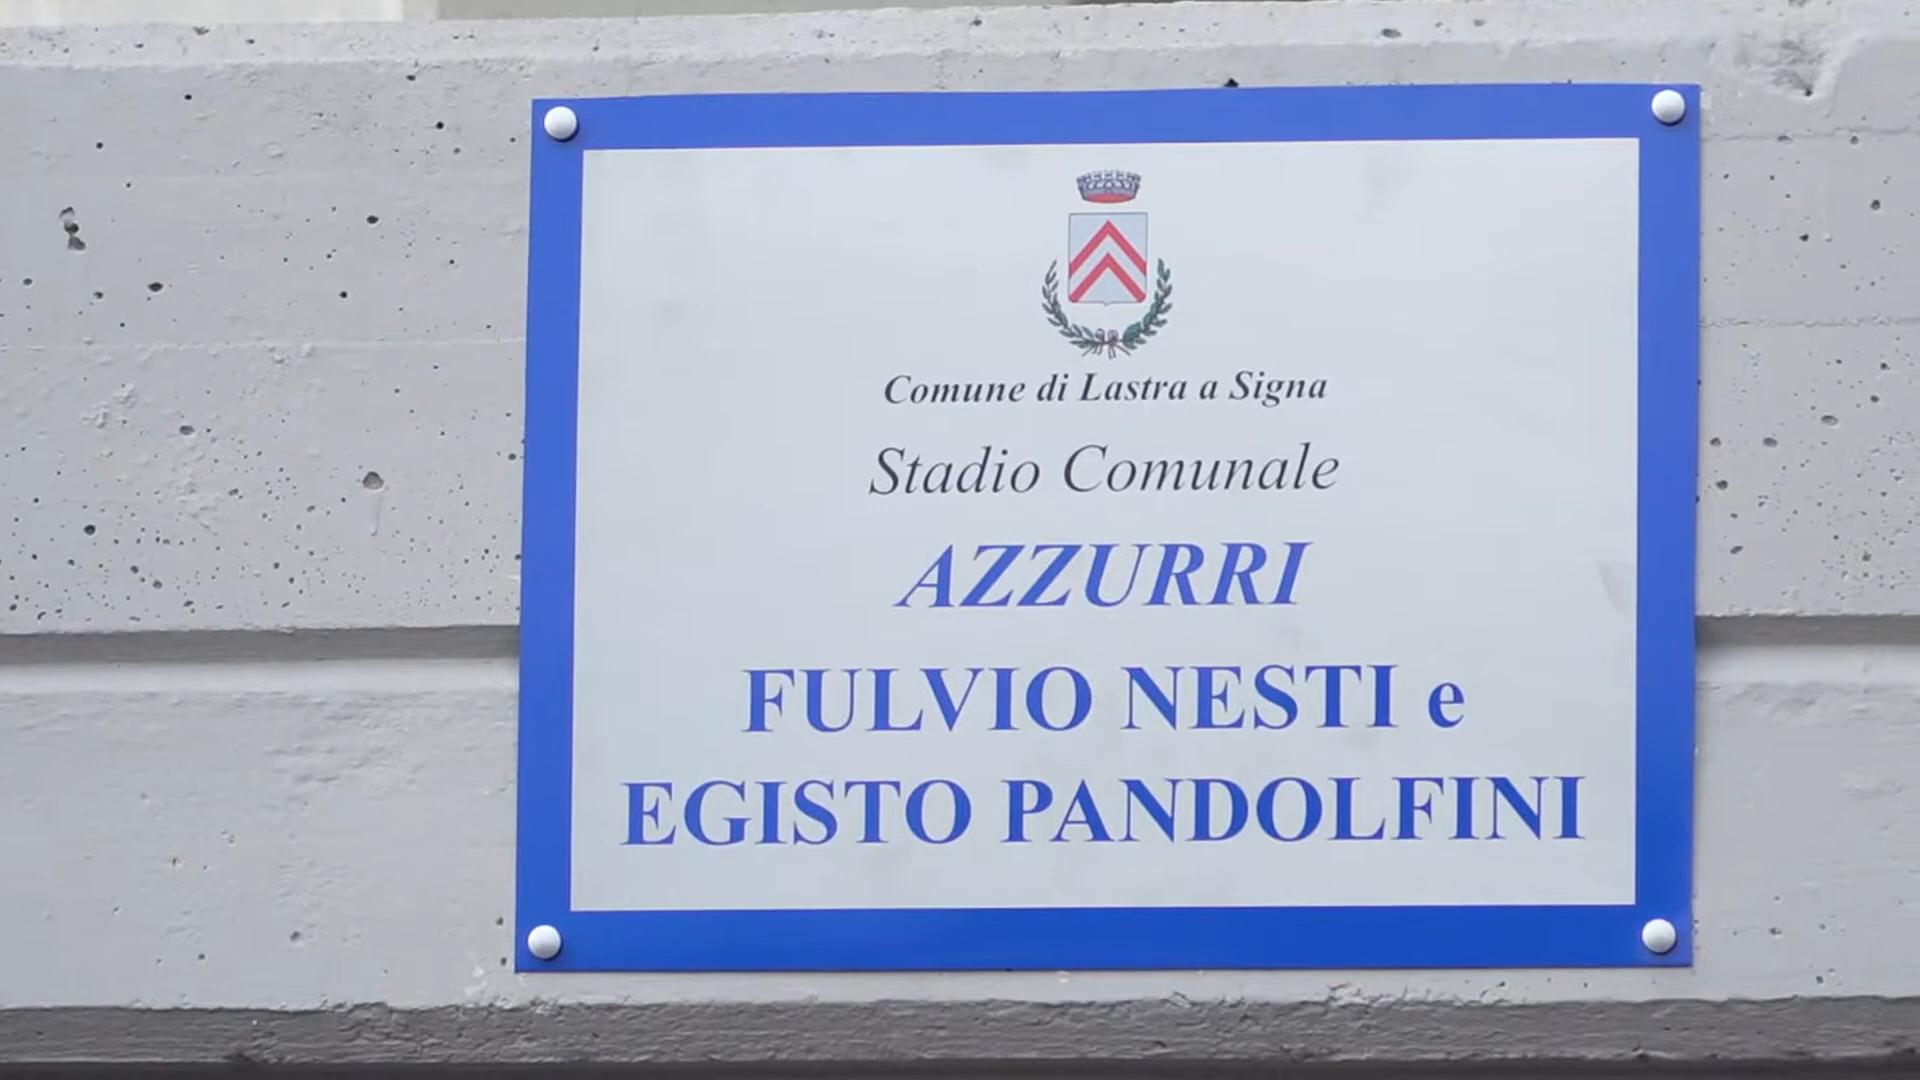 Comune di Lastra a Signa
Stadio Comunale
AZZURRI
FULVIO NESTI e
EGISTO PANDOLFINI